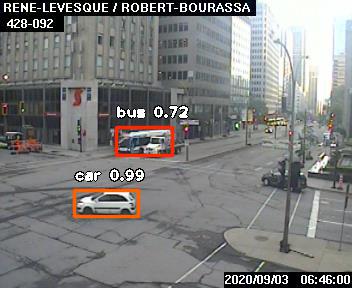 RENE-LEVESQUE / ROBERT-BOURASSA
428-092
bus 0.72
car 0.99
2020/09/03 06:46:00